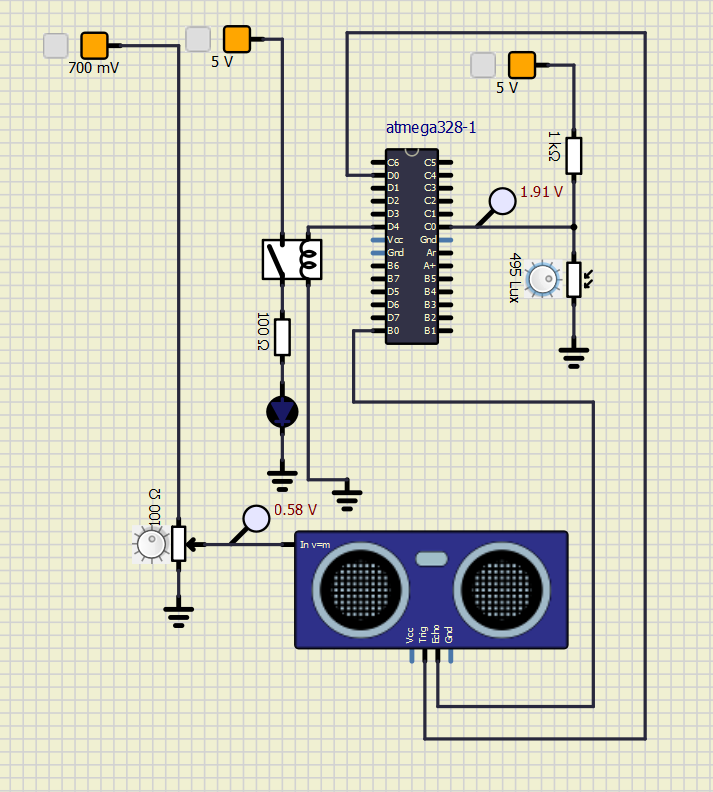 700 mV
5 V
5 V
atmega328-1
1 kΩ
C6
D0
D1
D2
D3
D4
Vcc
Gnd
B6
B7
D5
D6
D7
B0
C5
C4
C3
C2
C1
C0
Gnd
Ar
A+
B5
B4
B3
B2
B1
1.91 V
495 Lux
100 Ω
100 Ω
0.58 V
In v=m
Vcc
Trig
Echo
Gnd